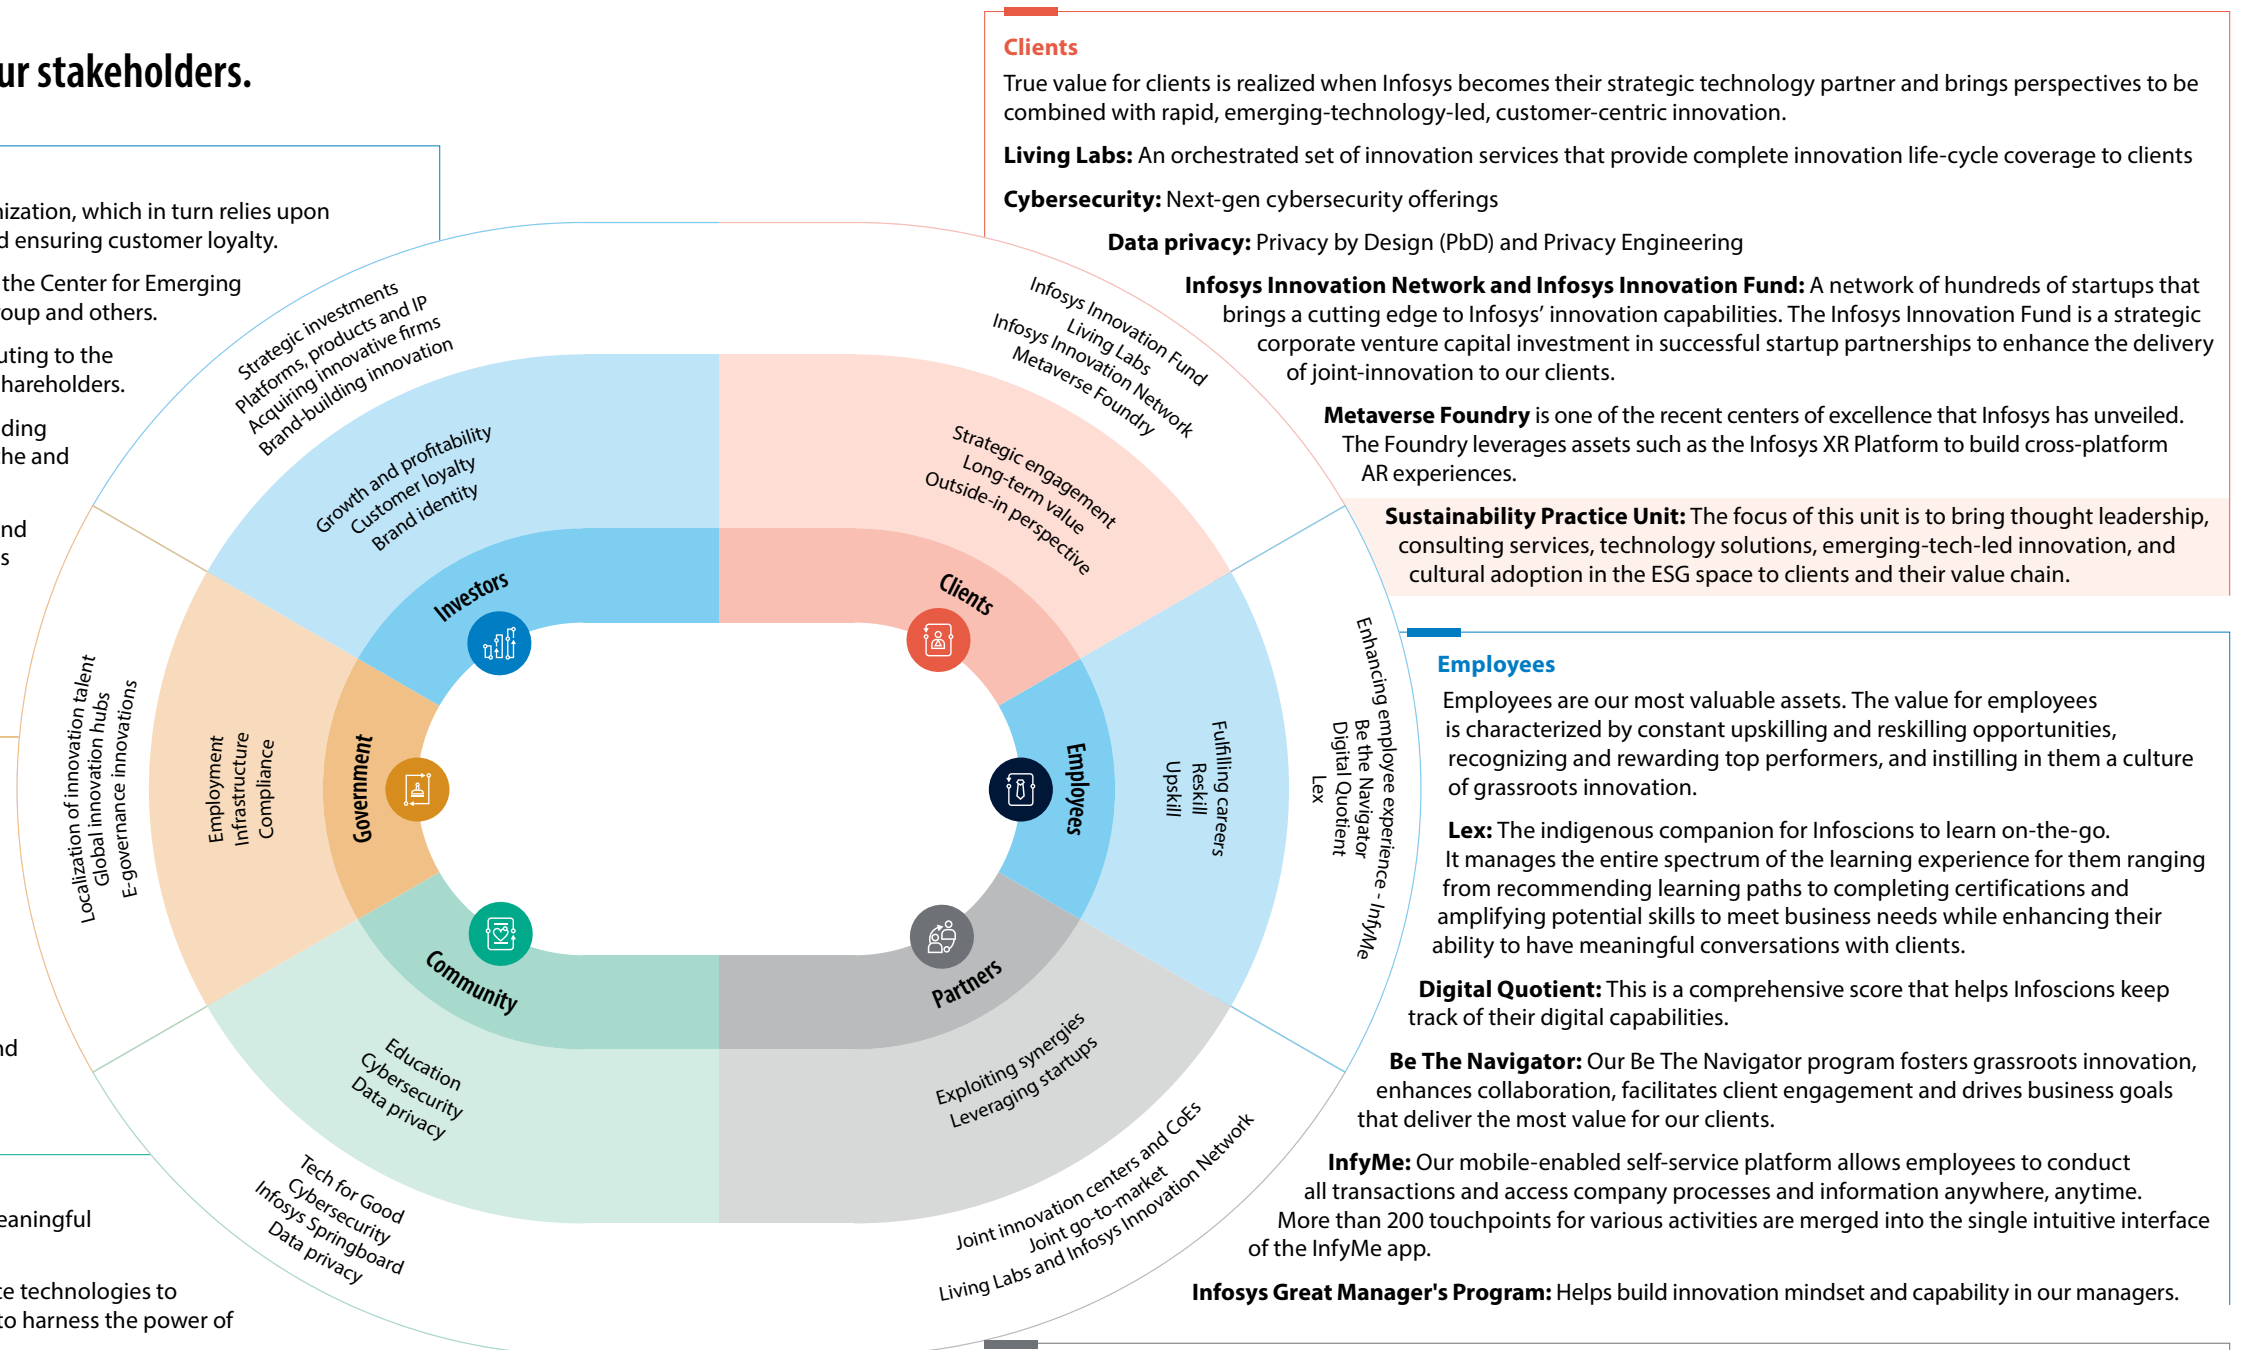 ur stakeholders.
nization, which in turn relies upon
d ensuring customer loyalty.
the Center for Emerging
roup and others.
uting to the
hareholders.
ding
he and
nd
s
nd
eaningful
ce technologies to
to harness the power of
Strategic investments
Platforms, products and IP
Acquiring innovative firms
Brand-building innovation
Growth and profitability
Customer loyalty
Brand identity
Investors
Infosys Innovation Fund
Living Labs
Infosys Innovation Network
Metaverse Foundry
Strategic engagement
Long-term value
Outside-in perspective
Clients
Localization of innovation talent
Global innovation hubs
E-governance innovations
Employment
Infrastructure
Compliance
Government
Employees
Fulfilling careers
Reskill
Upskill
Enhancing employee experience - InfyMe
Be the Navigator
Digital Quotient
Lex
Community
Education
Cybersecurity
Data privacy
Tech for Good
Cybersecurity
Infosys Springboard
Data privacy
Partners
Exploiting synergies
Leveraging startups
Joint innovation centers and CoEs
Joint go-to-market
Living Labs and Infosys Innovation Network
Clients
True value for clients is realized when Infosys becomes their strategic technology partner and brings perspectives to be
combined with rapid, emerging-technology-led, customer-centric innovation.
Living Labs: An orchestrated set of innovation services that provide complete innovation life-cycle coverage to clients
Cybersecurity: Next-gen cybersecurity offerings
Data privacy: Privacy by Design (PbD) and Privacy Engineering
Infosys Innovation Network and Infosys Innovation Fund: A network of hundreds of startups that
brings a cutting edge to Infosys' innovation capabilities. The Infosys Innovation Fund is a strategic
corporate venture capital investment in successful startup partnerships to enhance the delivery
of joint-innovation to our clients.
Metaverse Foundry is one of the recent centers of excellence that Infosys has unveiled.
The Foundry leverages assets such as the Infosys XR Platform to build cross-platform
AR experiences.
Sustainability Practice Unit: The focus of this unit is to bring thought leadership,
consulting services, technology solutions, emerging-tech-led innovation, and
cultural adoption in the ESG space to clients and their value chain.
Employees
Employees are our most valuable assets. The value for employees
is characterized by constant upskilling and reskilling opportunities,
recognizing and rewarding top performers, and instilling in them a culture
of grassroots innovation.
Lex: The indigenous companion for Infoscions to learn on-the-go.
It manages the entire spectrum of the learning experience for them ranging
from recommending learning paths to completing certifications and
amplifying potential skills to meet business needs while enhancing their
ability to have meaningful conversations with clients.
Digital Quotient: This is a comprehensive score that helps Infoscions keep
track of their digital capabilities.
Be The Navigator: Our Be The Navigator program fosters grassroots innovation,
enhances collaboration, facilitates client engagement and drives business goals
that deliver the most value for our clients.
InfyMe: Our mobile-enabled self-service platform allows employees to conduct
all transactions and access company processes and information anywhere, anytime.
More than 200 touchpoints for various activities are merged into the single intuitive interface
of the InfyMe app.
Infosys Great Manager's Program: Helps build innovation mindset and capability in our managers.